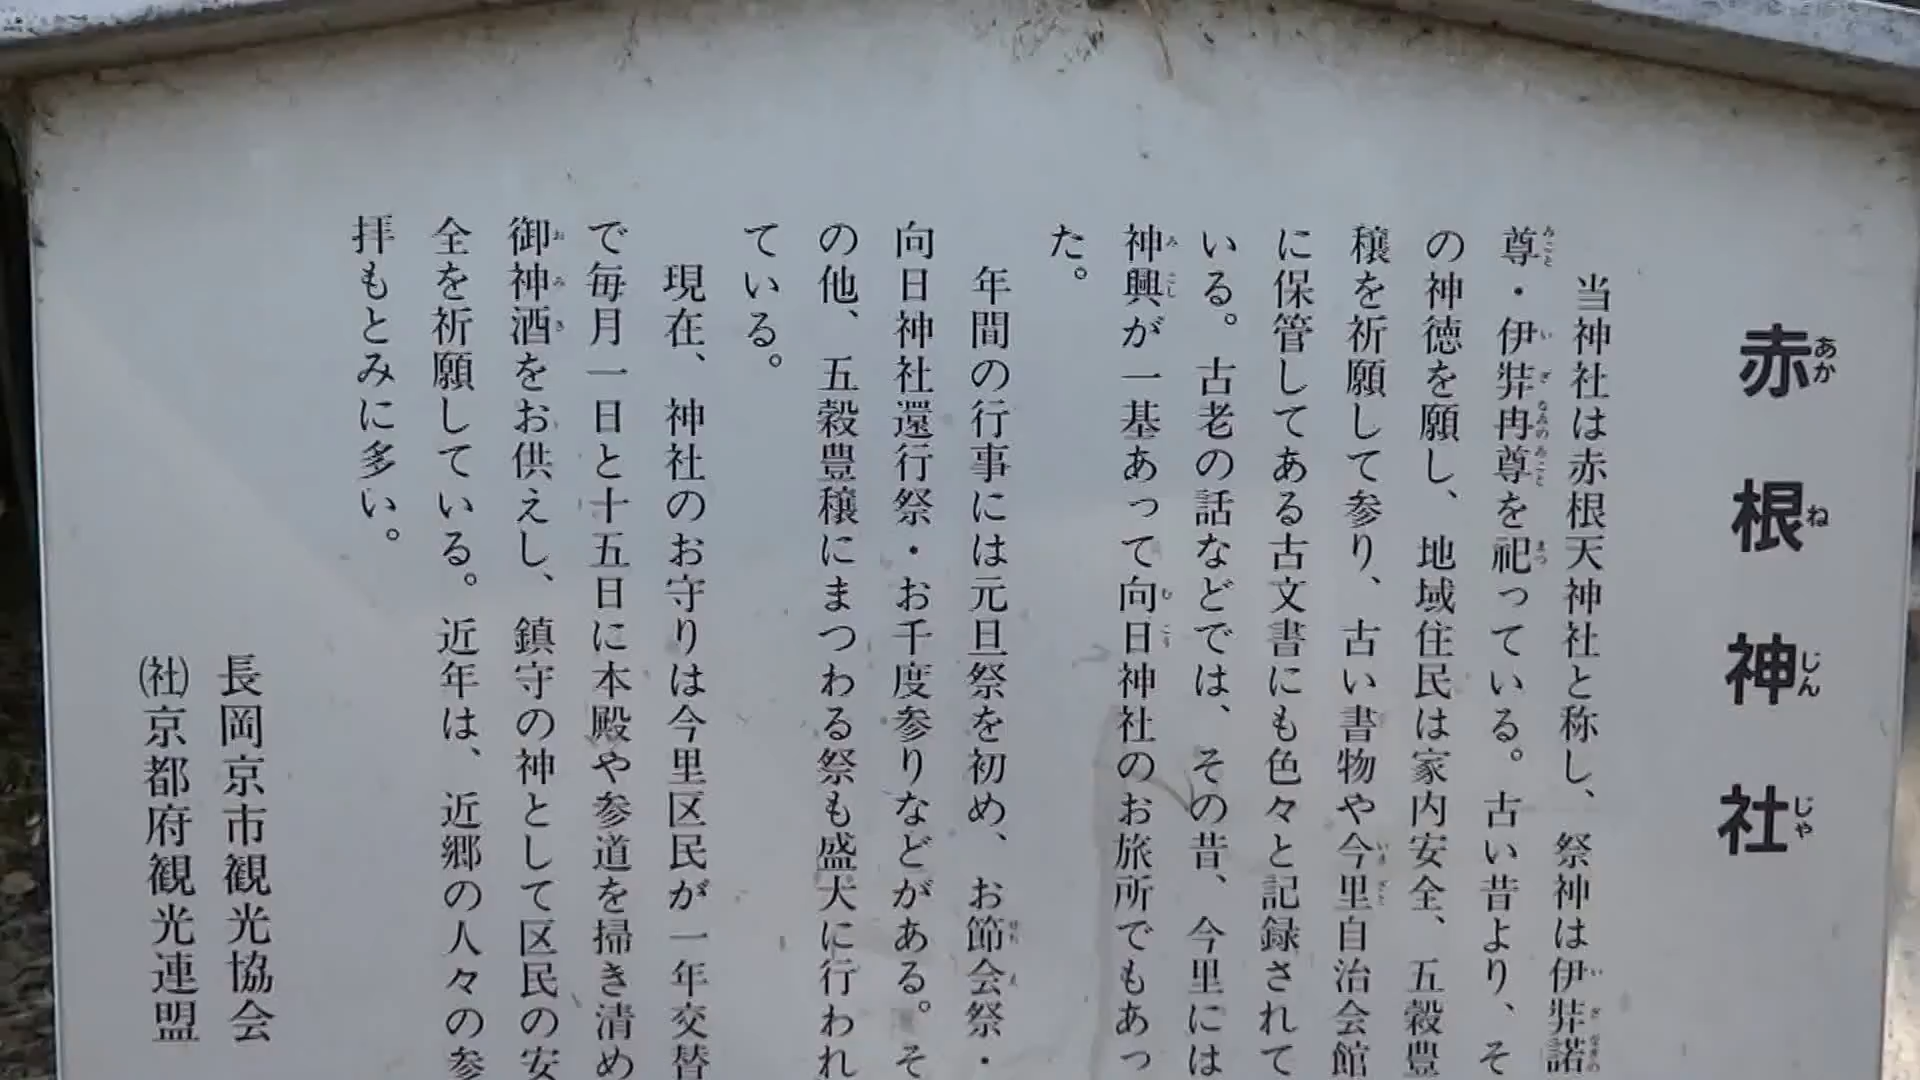 赤根神社
当神社は赤根天神社と称し、祭神は伊弉諾
尊・伊弉冉尊を祀っている。古い昔より、そ
の神徳を願し、地域住民は家内安全、五穀豊
穣を祈願して参り、古い書物や今里自治会館
に保管してある古文書にも色々と記録されて
いる。古老の話などでは、その昔、今里には
神興が一基あって向日神社のお旅所でもあっ
た。
年間の行事には元旦祭を初め、お節会祭・
向日神社還行祭・お千度参りなどがある。そ
の他、五穀豊穣にまつわる祭も盛大に行われ
ている。
現在、神社のお守りは今里区民が一年交替
で毎月一日と十五日に本殿や参道を掃き清め
御神酒をお供えし、鎮守の神として区民の安
全を祈願している。近年は、近郷の人々の参
拝もとみに多い。
長岡京市観光協会
㈳京都府観光連盟